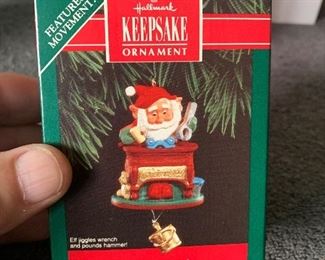 FEATURES
MOVEMENT!
Hallmark
KEEPSAKE
ORNAMENT
Elf jiggles wrench
and pounds hammer!